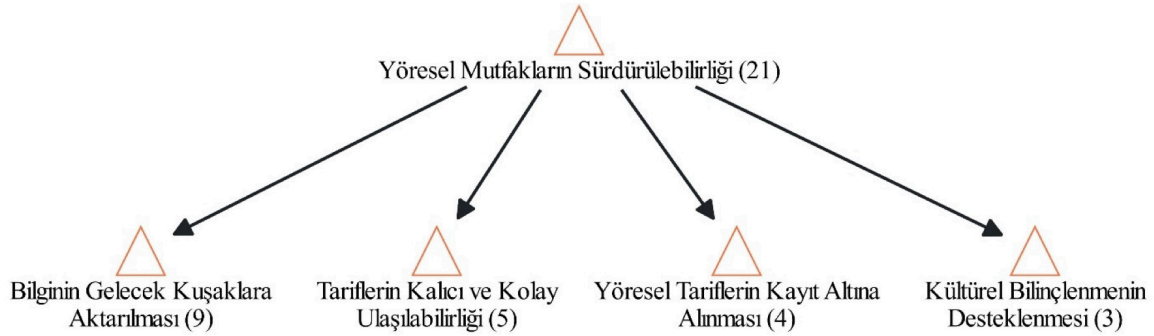 Yöresel Mutfakların Sürdürülebilirliği (21)
Bilginin Gelecek Kuşaklara
Aktarılması (9)
Tariflerin Kalıcı ve Kolay
Ulaşılabilirliği (5)
Yöresel Tariflerin Kayıt Altına
Alınması (4)
Kültürel Bilinçlenmenin
Desteklenmesi (3)